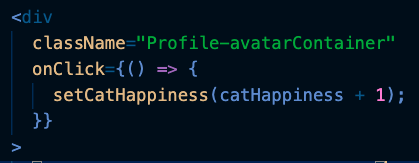 <div
className="Profile-avatarContainer"
onClick={() => {
setCatHappiness(catHappiness + 1);
}}
>